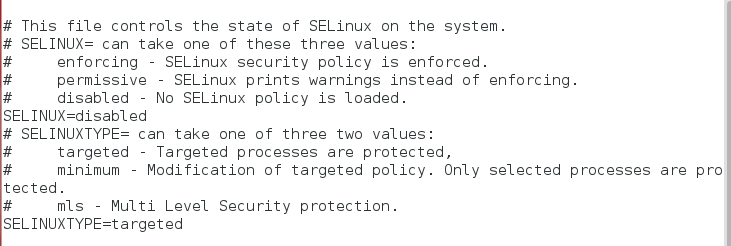 # This file controls the state of SELinux on the system.
# SELINUX= can take one of these three values:
#     enforcing - SELinux security policy is enforced.
#     permissive - SELinux prints warnings instead of enforcing.
#     disabled - No SELinux policy is loaded.
SELINUX=disabled
# SELINUXTYPE= can take one of three two values:
#     targeted - Targeted processes are protected,
#     minimum - Modification of targeted policy. Only selected processes are pro
tected.
#     mls - Multi Level Security protection.
SELINUXTYPE=targeted